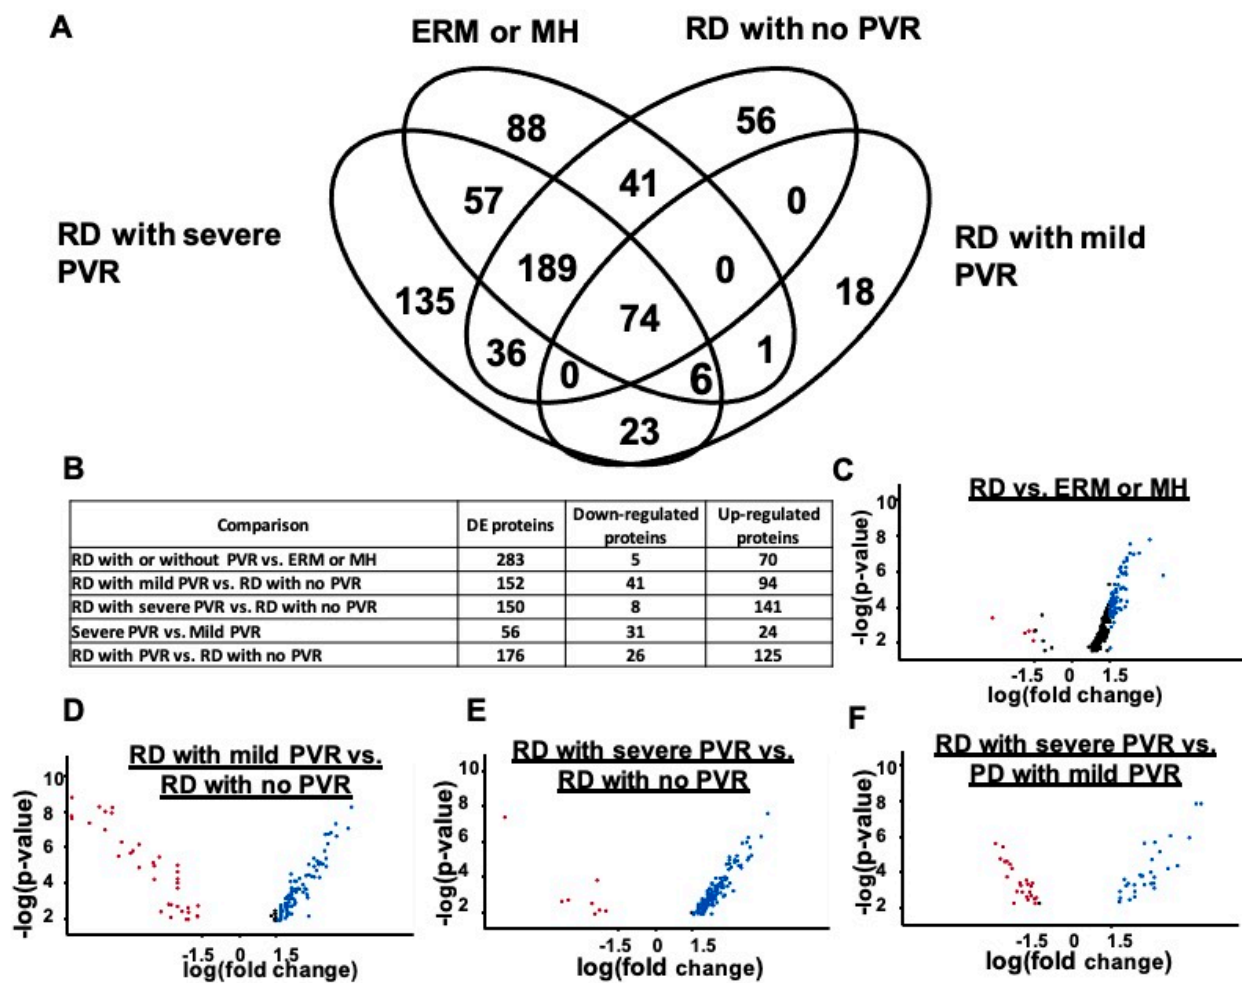 A
ERM or MH
RD with no PVR
88
56
57
41
0
RD with severe
PVR
RD with mild
PVR
189
0
135
74
18
36
0
6
1
23
B
Comparison DE proteins Down-regulated proteins Up-regulated proteins
RD with or without PVR vs. ERM or MH 283 5 70
RD with mild PVR vs. RD with no PVR 152 41 94
RD with severe PVR vs. RD with no PVR 150 8 141
Severe PVR vs. Mild PVR 56 31 24
RD with PVR vs. RD with no PVR 176 26 125
C
RD vs. ERM or MH
10
8
6
4
2
-log(p-value)
-1.5 0 1.5
log(fold change)
D
RD with mild PVR vs.
RD with no PVR
10
8
6
4
2
-log(p-value)
-1.5 0 1.5
log(fold change)
E
RD with severe PVR vs.
RD with no PVR
10
8
6
4
2
-log(p-value)
-1.5 0 1.5
log(fold change)
F
RD with severe PVR vs.
PD with mild PVR
10
8
6
4
2
-log(p-value)
-1.5 0 1.5
log(fold change)